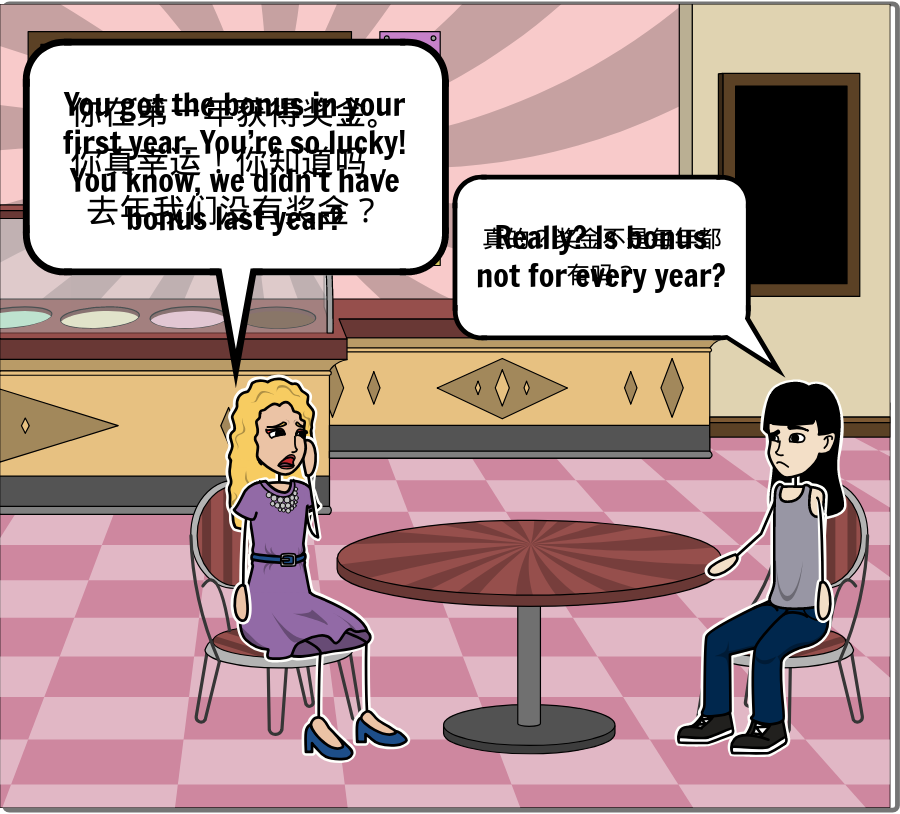 You got the bonus in your
first year. You're so lucky!
You know, we didn't have
bonus last year?
你在第一年获得奖金。
你真幸运！你知道吗，
去年我们没有奖金？
Really? Is bonus
not for every year?
真的？奖金不是每年都
有吗？